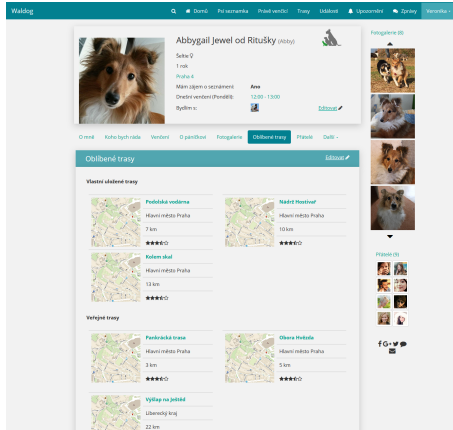 Waldog
Domů
Psí seznamka
Právě venčící
Trasy
Události
Upozornění
Zprávy
Veronika
Abbygail Jewel od Ritušky (Abby)
Šeltie
1 rok
Praha 4
Mám zájem o seznámení: Ano
Dnešní venčení (Pondělí): 12:00 - 13:00
Bydlím s:
Editovat
Fotogalerie (8)
O mně
Koho bych ráda
Venčení
O páníčkovi
Fotogalerie
Oblíbené trasy
Přátelé
Další
Oblíbené trasy
Editovat
Vlastní uložené trasy
Podolská vodárna
Hlavní město Praha
7 km
Nádrž Hostivař
Hlavní město Praha
10 km
Kolem skal
Hlavní město Praha
13 km
Veřejné trasy
Pankrácká trasa
Hlavní město Praha
3 km
Obora Hvězda
Hlavní město Praha
5 km
Výšlap na Ještěd
Liberecký kraj
22 km
Přátelé (9)